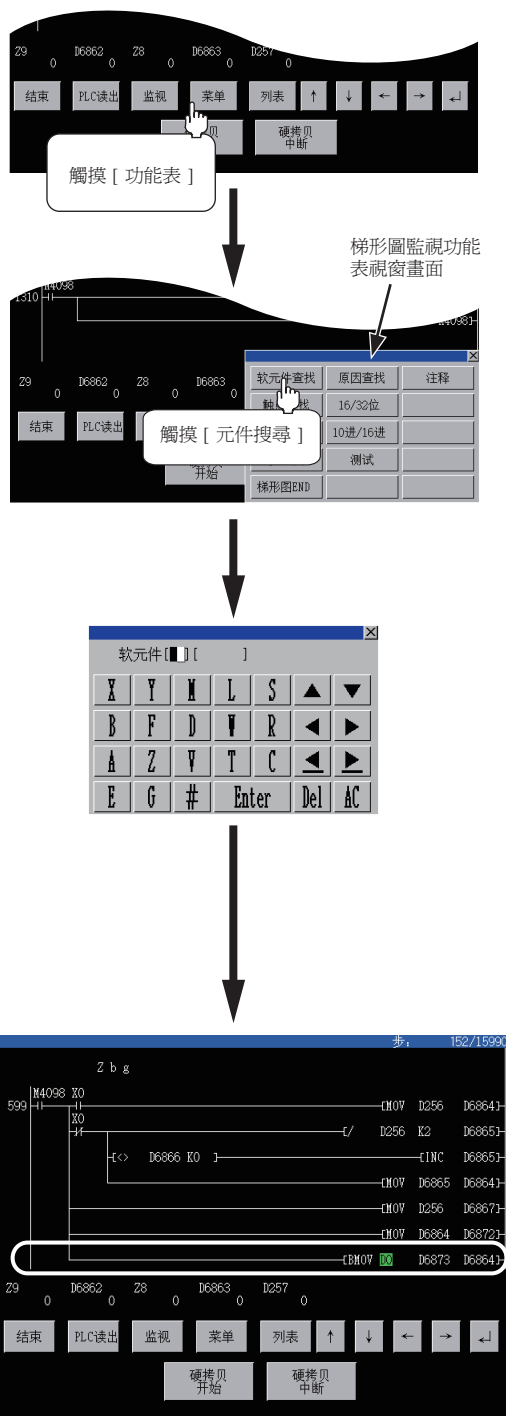 Z9 D6862 Z8 D6863 D257
0 0 0 0 0
结束 PLC读出 监视 菜单 列表 ↑ ↓ ← → ↵
贝 硬拷贝
中断
觸摸 [ 功能表 ]
梯形圖監視功能
表視窗畫面
M4098
1310
Z9 D6862 Z8 D6863
0 0 0
软元件查找 原因查找 注释
16/32位
结束 PLC读出
觸摸 [ 元件搜尋 ]
10进/16进
测试
开始
梯形图END
软元件[ ] [ ]
X Y M L S ▲ ▼
B F D W R ◀ ▶
A Z V T C ◀ ▶
E G # Enter Del AC
步: 152/15990
Z b g
M4098 X0
599 [MOV D256 D6864]
X0
[/ D256 K2 D6865]
[<> D6866 K0 ] [INC D6865]
[MOV D6865 D6864]
[MOV D256 D6867]
[MOV D6864 D6872]
[BMOV D0 D6873 D6864]
Z9 D6862 Z8 D6863 D257
0 0 0 0 0
结束 PLC读出 监视 菜单 列表 ↑ ↓ ← → ↵
硬拷贝 硬拷贝
开始 中断